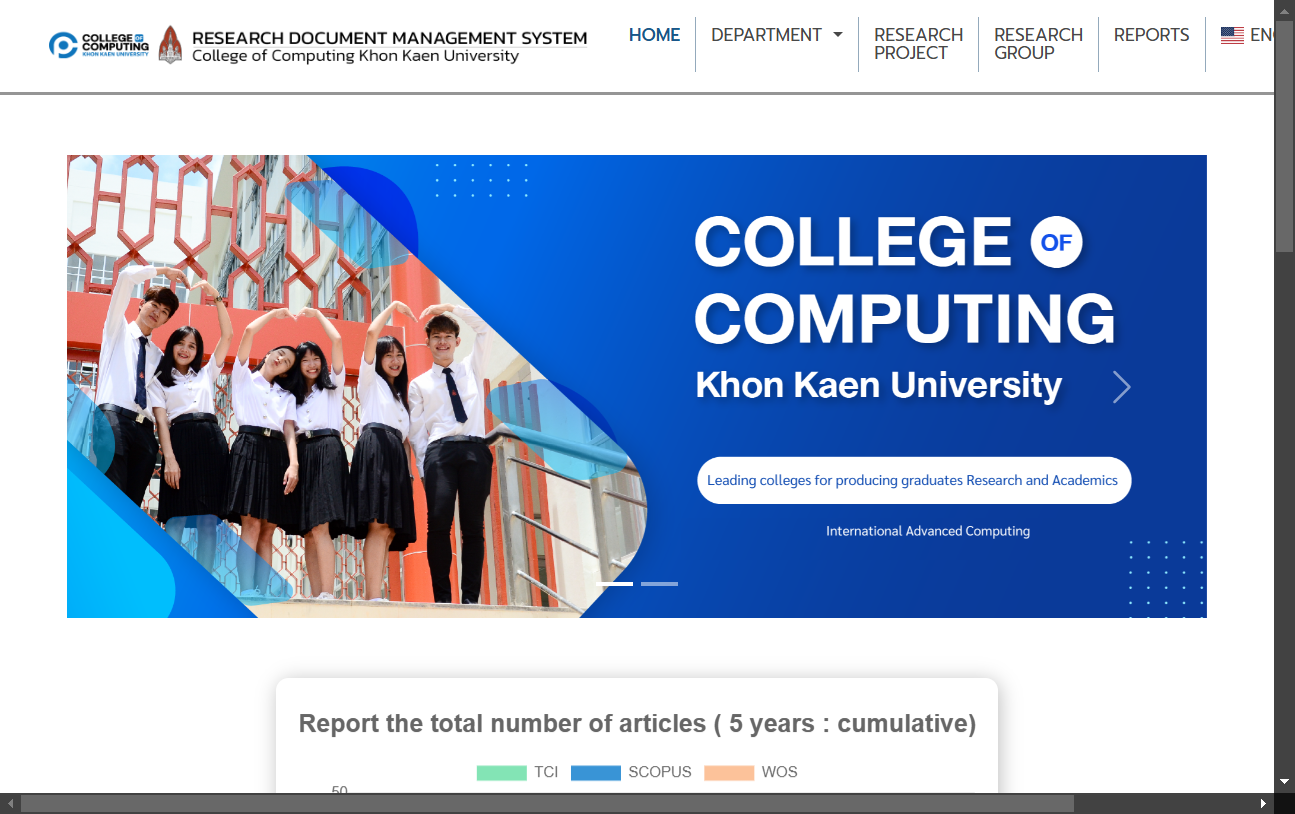 COLLEGE OF
COMPUTING
KHON KAEN UNIVERSITY
RESEARCH DOCUMENT MANAGEMENT SYSTEM
College of Computing Khon Kaen University
HOME
DEPARTMENT
RESEARCH
PROJECT
RESEARCH
GROUP
REPORTS
COLLEGE OF
COMPUTING
Khon Kaen University
Leading colleges for producing graduates Research and Academics
International Advanced Computing
Report the total number of articles ( 5 years : cumulative)
TCI SCOPUS WOS
50